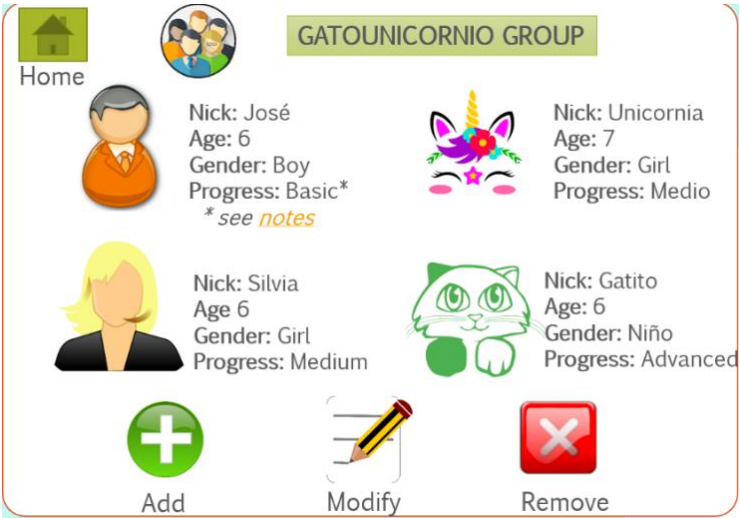 GATOUNICORNIO GROUP
Home
Nick: José
Age: 6
Gender: Boy
Progress: Basic*
* see notes
Nick: Unicornia
Age: 7
Gender: Girl
Progress: Medio
Nick: Silvia
Age 6
Gender: Girl
Progress: Medium
Nick: Gatito
Age: 6
Gender: Niño
Progress: Advanced
Add
Modify
Remove